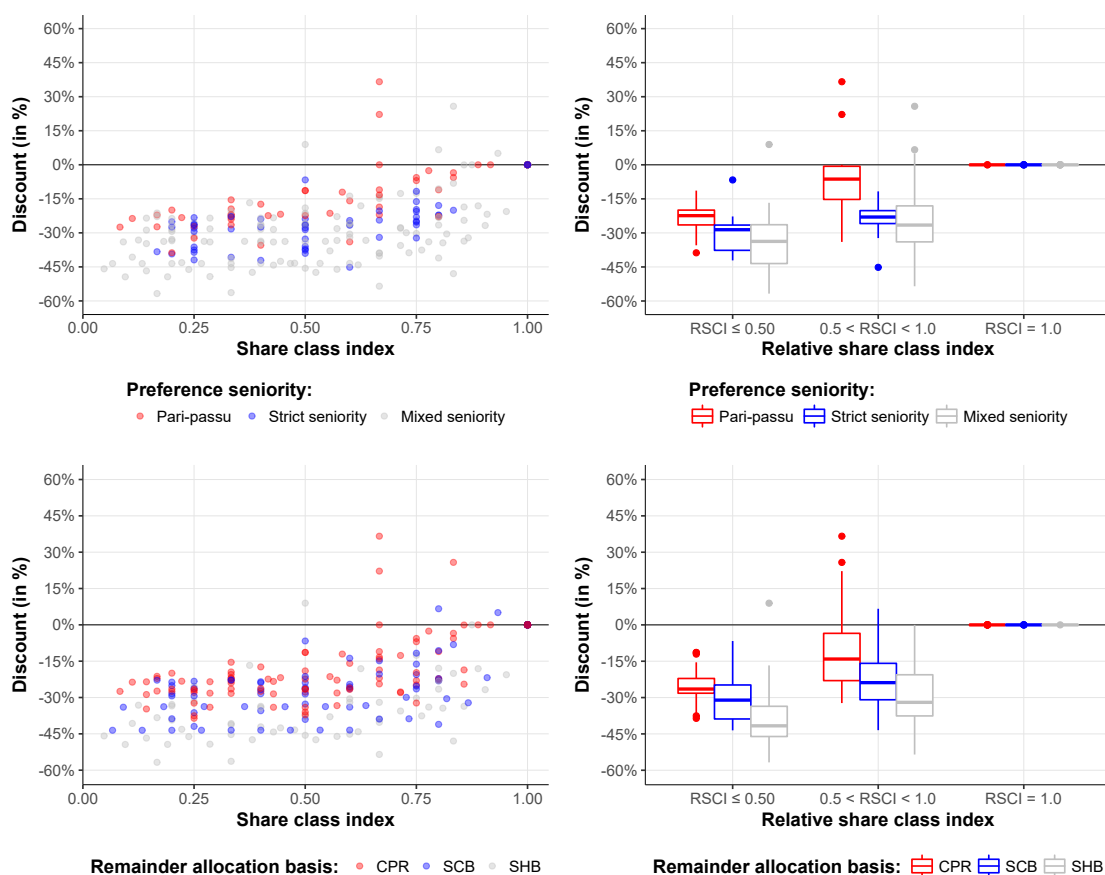 60%
45%
30%
15%
0%
-15%
-30%
-45%
-60%
Discount (in %)
0.00 0.25 0.50 0.75 1.00
Share class index
Preference seniority:
Pari-passu Strict seniority Mixed seniority
60%
45%
30%
15%
0%
-15%
-30%
-45%
-60%
Discount (in %)
RSCI ≤ 0.50 0.5 < RSCI < 1.0 RSCI = 1.0
Relative share class index
Preference seniority:
Pari-passu Strict seniority Mixed seniority
60%
45%
30%
15%
0%
-15%
-30%
-45%
-60%
Discount (in %)
0.00 0.25 0.50 0.75 1.00
Share class index
Remainder allocation basis: CPR SCB SHB
60%
45%
30%
15%
0%
-15%
-30%
-45%
-60%
Discount (in %)
RSCI ≤ 0.50 0.5 < RSCI < 1.0 RSCI = 1.0
Relative share class index
Remainder allocation basis: CPR SCB SHB